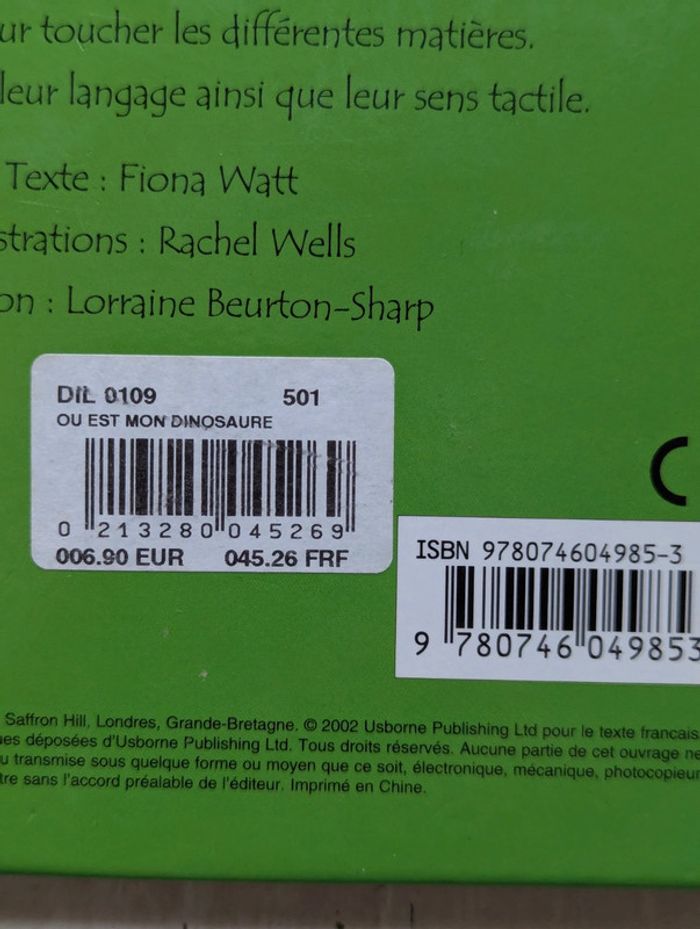 ur toucher les différentes matières.
leur langage ainsi que leur sens tactile.
Texte : Fiona Watt
strations : Rachel Wells
on : Lorraine Beurton-Sharp
DIL 0109 501
OU EST MON DINOSAURE
0 213280 045269
006.90 EUR 045.26 FRF
C
ISBN 978074604985-3
9 780746 049853
Saffron Hill, Londres, Grande-Bretagne. © 2002 Usborne Publishing Ltd pour le texte francais
ues déposées d'Usborne Publishing Ltd. Tous droits réservés. Aucune partie de cet ouvrage ne
u transmise sous quelque forme ou moyen que ce soit, électronique, mécanique, photocopieur
tre sans l'accord préalable de l'éditeur. Imprimé en Chine.